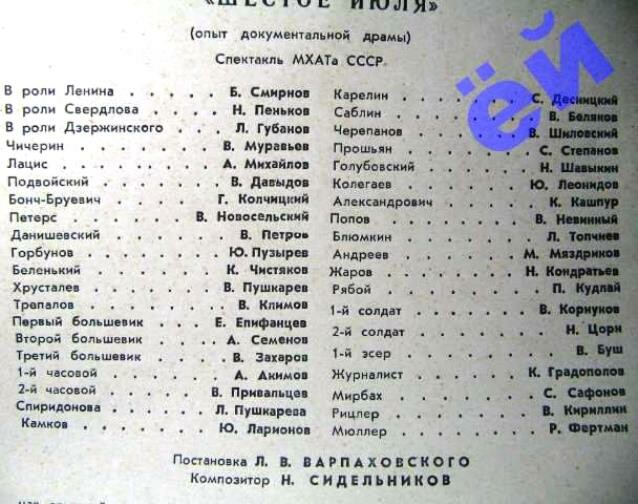 «ШЕСТОЕ ИЮЛЯ»
(опыт документальной драмы)
Спектакль МХАТа СССР
В роли Ленина . . . . . Б. Смирнов
В роли Свердлова . . . . Н. Пеньков
В роли Дзержинского . . . Л. Губанов
Чичерин . . . . . . . В. Муравьев
Лацис . . . . . . . А. Михайлов
Подвойский . . . . . . В. Давыдов
Бонч-Бруевич . . . . . Г. Колчицкий
Петерс . . . . . . В. Новосельский
Данишевский . . . . . . В. Петров
Горбунов . . . . . . . Ю. Пузырев
Беленький . . . . . . К. Чистяков
Хрусталев . . . . . . В. Пушкарев
Трепалов . . . . . . . В. Климов
Первый большевик . . . Е. Епифанцев
Второй большевик . . . . А. Семенов
Третий большевик . . . . В. Захаров
1-й часовой . . . . . . А. Акимов
2-й часовой . . . . . В. Привальцев
Спиридонова . . . . . Л. Пушкарева
Камков . . . . . . . Ю. Ларионов
Карелин . . . . . . . С. Десницкий
Саблин . . . . . . . . В. Беляков
Черепанов . . . . . . В. Шиловский
Прошьян . . . . . . . С. Степанов
Голубовский . . . . . . Н. Шавыкин
Колегаев . . . . . . . Ю. Леонидов
Александрович . . . . . . К. Кашпур
Попов . . . . . . . . В. Невинный
Блюмкин . . . . . . . Л. Топчиев
Андреев . . . . . . . М. Мяздриков
Жаров . . . . . . . Н. Кондратьев
Рябой . . . . . . . . П. Кудлай
1-й солдат . . . . . . В. Корнуков
2-й солдат . . . . . . . Н. Цорн
1-й эсер . . . . . . . . В. Буш
Журналист . . . . . . К. Градополов
Мирбах . . . . . . . . С. Сафонов
Рицлер . . . . . . . В. Кириллин
Мюллер . . . . . . . . Р. Фертман
Постановка Л. В. ВАРПАХОВСКОГО
Композитор Н. СИДЕЛЬНИКОВ
ЁЙ